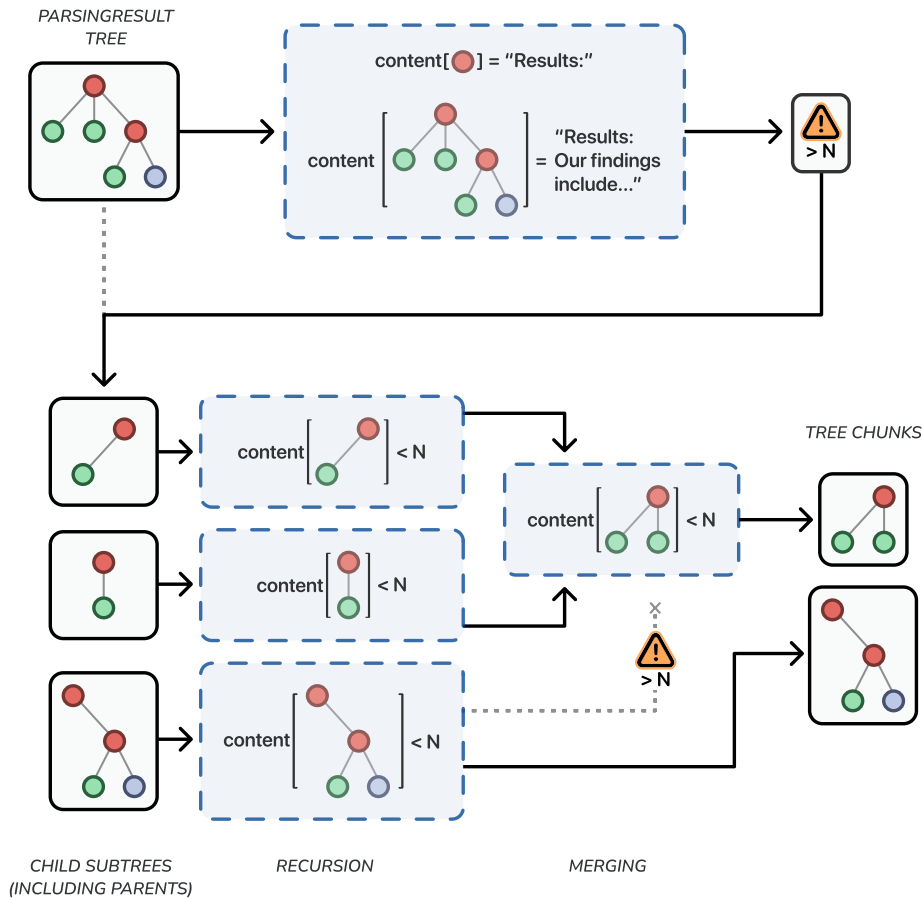 PARSINGRESULT
TREE
content[ ] = “Results:”
content [ ] = “Results:
Our findings
include...”
> N
content[ ] < N
TREE CHUNKS
content[ ] < N
content[ ] < N
> N
content[ ] < N
CHILD SUBTREES
(INCLUDING PARENTS)
RECURSION
MERGING